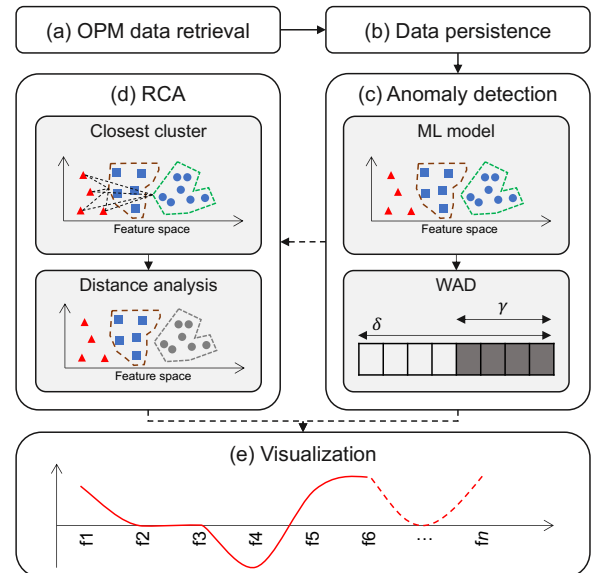 (a) OPM data retrieval
(b) Data persistence
(d) RCA
Closest cluster
Feature space
Distance analysis
Feature space
(c) Anomaly detection
ML model
Feature space
WAD
γ
δ
(e) Visualization
f1 f2 f3 f4 f5 f6 ... fn